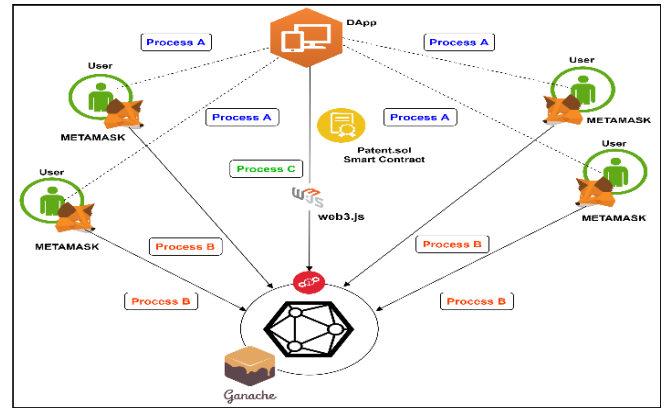 DApp
Process A
Process A
User
User
METAMASK
METAMASK
Process A
Process A
Patent.sol
Smart Contract
User
User
Process C
METAMASK
METAMASK
W3JS
web3.js
Process B
Process B
Process B
Process B
Ganache